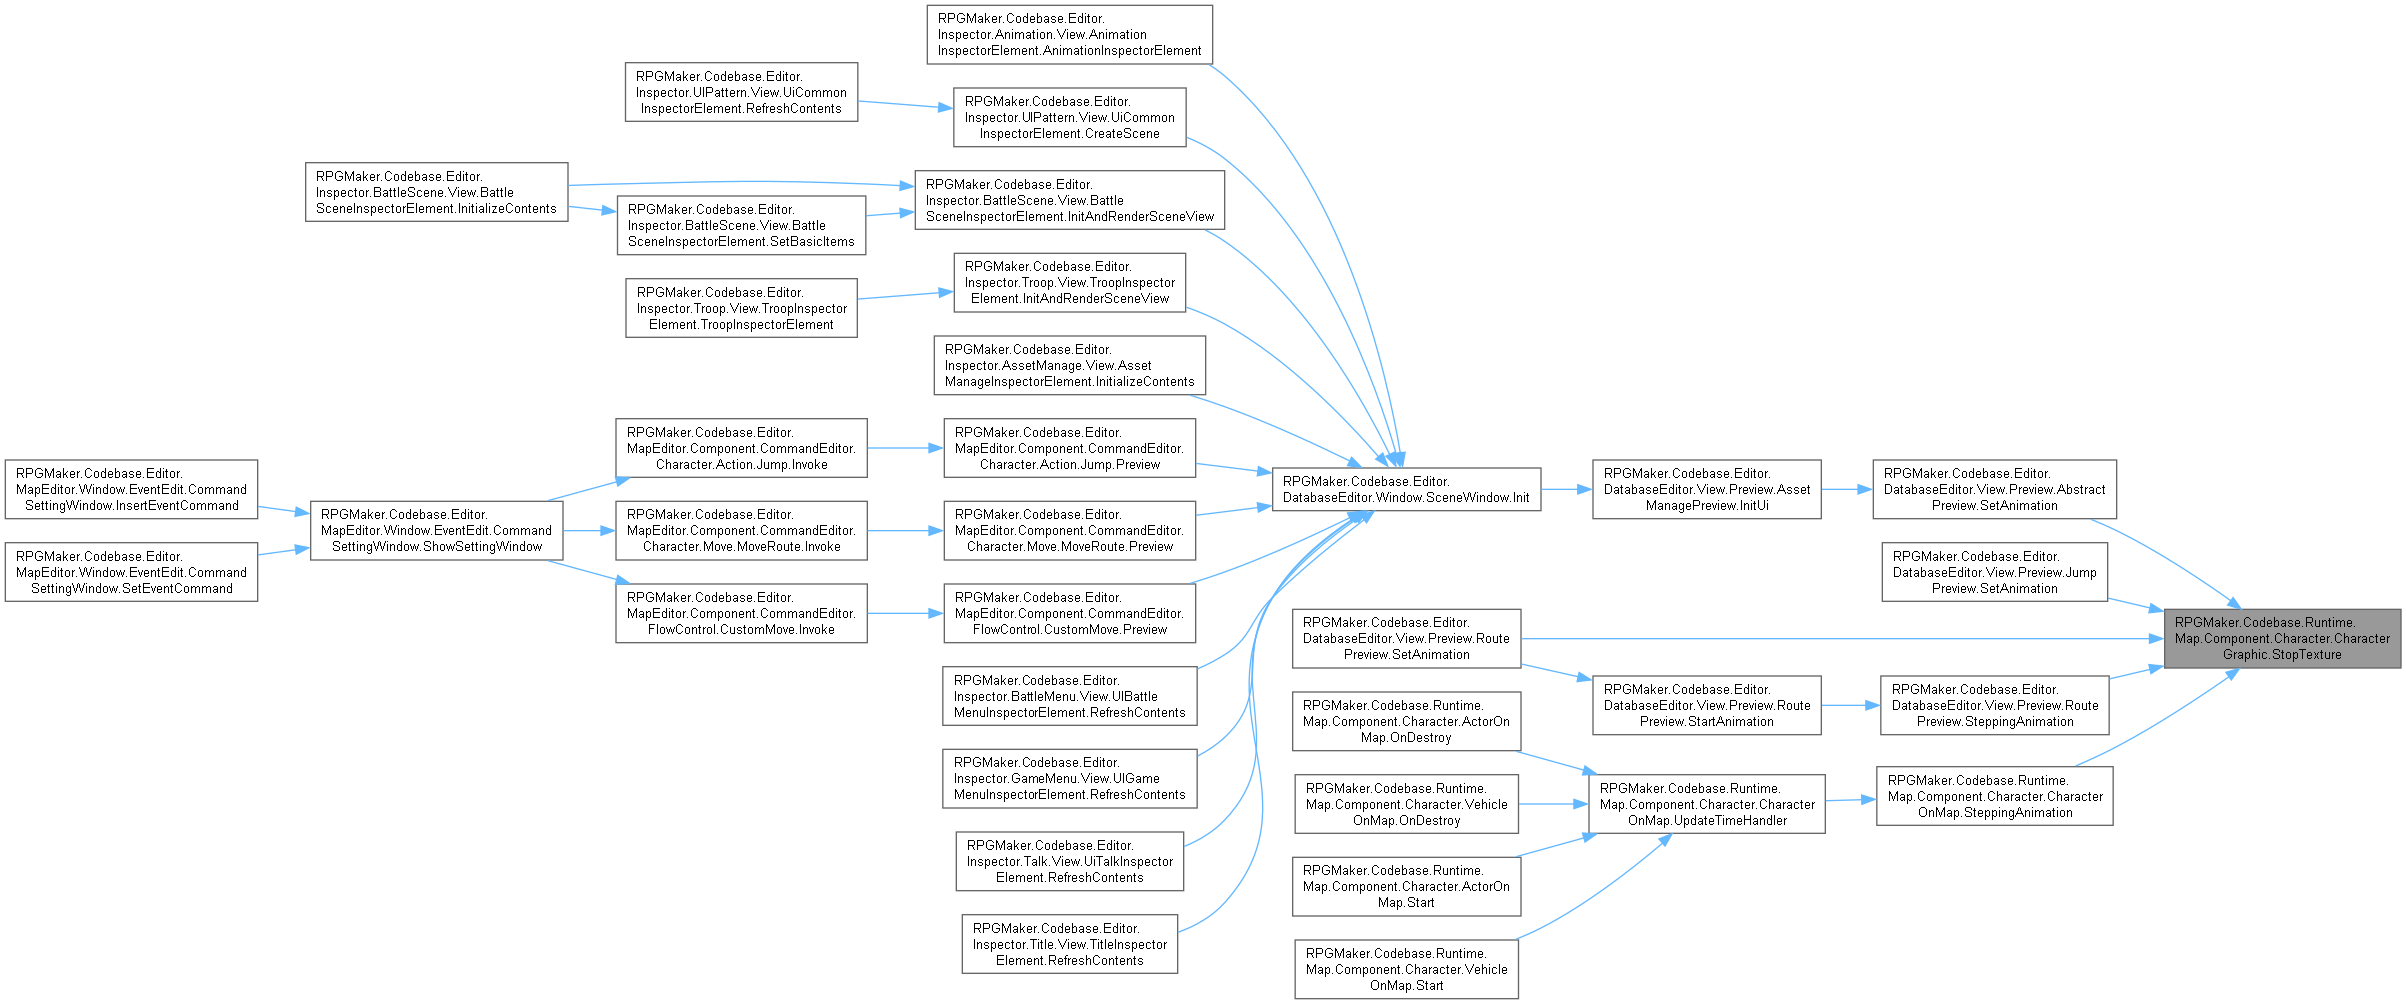 RPGMaker.Codebase.Editor.
Inspector.Animation.View.Animation
InspectorElement.AnimationInspectorElement
RPGMaker.Codebase.Editor.
Inspector.UIPattern.View.UiCommon
InspectorElement.RefreshContents
RPGMaker.Codebase.Editor.
Inspector.UIPattern.View.UiCommon
InspectorElement.CreateScene
RPGMaker.Codebase.Editor.
Inspector.BattleScene.View.Battle
SceneInspectorElement.InitializeContents
RPGMaker.Codebase.Editor.
Inspector.BattleScene.View.Battle
SceneInspectorElement.SetBasicItems
RPGMaker.Codebase.Editor.
Inspector.BattleScene.View.Battle
SceneInspectorElement.InitAndRenderSceneView
RPGMaker.Codebase.Editor.
Inspector.Troop.View.TroopInspector
Element.TroopInspectorElement
RPGMaker.Codebase.Editor.
Inspector.Troop.View.TroopInspector
Element.InitAndRenderSceneView
RPGMaker.Codebase.Editor.
Inspector.AssetManage.View.Asset
ManageInspectorElement.InitializeContents
RPGMaker.Codebase.Editor.
MapEditor.Window.EventEdit.Command
SettingWindow.InsertEventCommand
RPGMaker.Codebase.Editor.
MapEditor.Window.EventEdit.Command
SettingWindow.SetEventCommand
RPGMaker.Codebase.Editor.
MapEditor.Window.EventEdit.Command
SettingWindow.ShowSettingWindow
RPGMaker.Codebase.Editor.
MapEditor.Component.CommandEditor.
Character.Action.Jump.Invoke
RPGMaker.Codebase.Editor.
MapEditor.Component.CommandEditor.
Character.Action.Jump.Preview
RPGMaker.Codebase.Editor.
MapEditor.Component.CommandEditor.
Character.Move.MoveRoute.Invoke
RPGMaker.Codebase.Editor.
MapEditor.Component.CommandEditor.
Character.Move.MoveRoute.Preview
RPGMaker.Codebase.Editor.
MapEditor.Component.CommandEditor.
FlowControl.CustomMove.Invoke
RPGMaker.Codebase.Editor.
MapEditor.Component.CommandEditor.
FlowControl.CustomMove.Preview
RPGMaker.Codebase.Editor.
Inspector.BattleMenu.View.UIBattle
MenuInspectorElement.RefreshContents
RPGMaker.Codebase.Editor.
Inspector.GameMenu.View.UIGame
MenuInspectorElement.RefreshContents
RPGMaker.Codebase.Editor.
Inspector.Talk.View.UiTalkInspector
Element.RefreshContents
RPGMaker.Codebase.Editor.
Inspector.Title.View.TitleInspector
Element.RefreshContents
RPGMaker.Codebase.Editor.
DatabaseEditor.Window.SceneWindow.Init
RPGMaker.Codebase.Editor.
DatabaseEditor.View.Preview.Asset
ManagePreview.InitUi
RPGMaker.Codebase.Editor.
DatabaseEditor.View.Preview.Abstract
Preview.SetAnimation
RPGMaker.Codebase.Editor.
DatabaseEditor.View.Preview.Jump
Preview.SetAnimation
RPGMaker.Codebase.Editor.
DatabaseEditor.View.Preview.Route
Preview.SetAnimation
RPGMaker.Codebase.Editor.
DatabaseEditor.View.Preview.Route
Preview.StartAnimation
RPGMaker.Codebase.Editor.
DatabaseEditor.View.Preview.Route
Preview.SteppingAnimation
RPGMaker.Codebase.Runtime.
Map.Component.Character.Character
Graphic.StopTexture
RPGMaker.Codebase.Runtime.
Map.Component.Character.ActorOn
Map.OnDestroy
RPGMaker.Codebase.Runtime.
Map.Component.Character.Vehicle
OnMap.OnDestroy
RPGMaker.Codebase.Runtime.
Map.Component.Character.ActorOn
Map.Start
RPGMaker.Codebase.Runtime.
Map.Component.Character.Vehicle
OnMap.Start
RPGMaker.Codebase.Runtime.
Map.Component.Character.Character
OnMap.UpdateTimeHandler
RPGMaker.Codebase.Runtime.
Map.Component.Character.Character
OnMap.SteppingAnimation